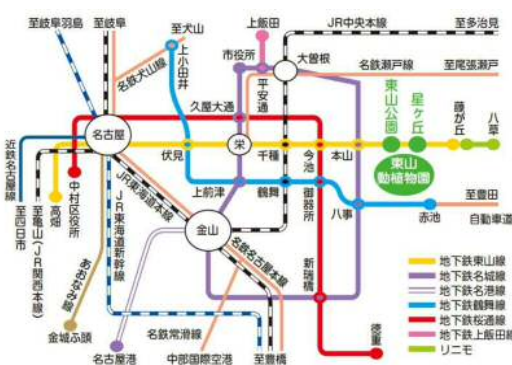 至岐阜羽島
至岐阜
至犬山
上飯田
JR中央本線
至多治見
市役所
大曽根
名鉄瀬戸線
至尾張瀬戸
名鉄犬山線
上小田井
平安通
久屋大通
東山公園
星ヶ丘
藤が丘
八草
名古屋
伏見
栄
千種
今池
本山
東山
動植物園
近鉄名古屋線
至四日市
中村区役所
高畑
至亀山(JR関西本線)
JR東海道本線
JR東海道新幹線
上前津
鶴舞
御器所
八事
赤池
至豊田
自動車道
金山
名鉄名古屋本線
新瑞橋
あおなみ線
金城ふ頭
名古屋港
名鉄常滑線
中部国際空港
至豊橋
徳重
地下鉄東山線
地下鉄名城線
地下鉄名港線
地下鉄鶴舞線
地下鉄桜通線
地下鉄上飯田線
リニモ